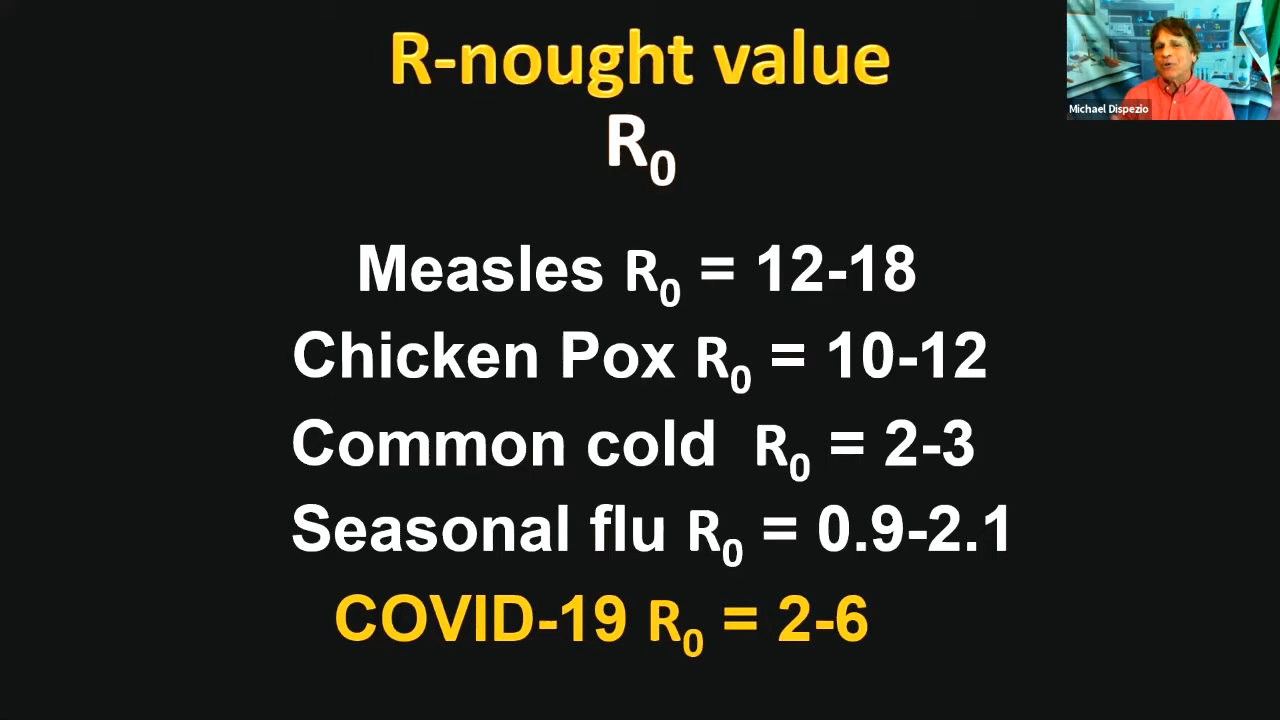 R-nought value
R₀
Michael Dispezio
Measles R₀ = 12-18
Chicken Pox R₀ = 10-12
Common cold R₀ = 2-3
Seasonal flu R₀ = 0.9-2.1
COVID-19 R₀ = 2-6